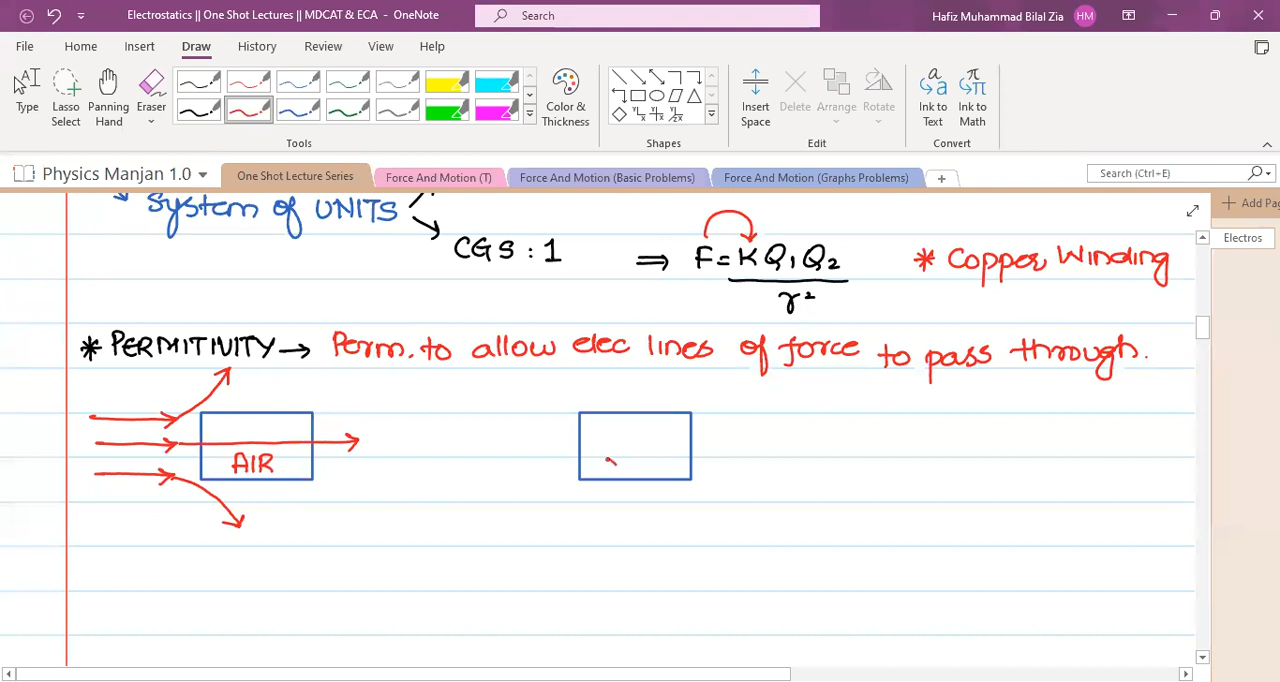 Electrostatics || One Shot Lectures || MDCAT & ECA - OneNote
Search
Hafiz Muhammad Bilal Zia
HM
File Home Insert Draw History Review View Help
Type
Lasso Select
Panning Hand
Eraser
Color & Thickness
Insert Space
Delete
Arrange
Rotate
Ink to Text
Ink to Math
Tools
Shapes
Edit
Convert
Physics Manjan 1.0
One Shot Lecture Series
Force And Motion (T)
Force And Motion (Basic Problems)
Force And Motion (Graphs Problems)
Search (Ctrl+E)
Add Pag
Electros
System of UNITS
CGS : 1
⇒ F = K Q₁ Q₂ / r²
* Copper Winding
* PERMITIVITY → Perm. to allow elec lines of force to pass through.
AIR